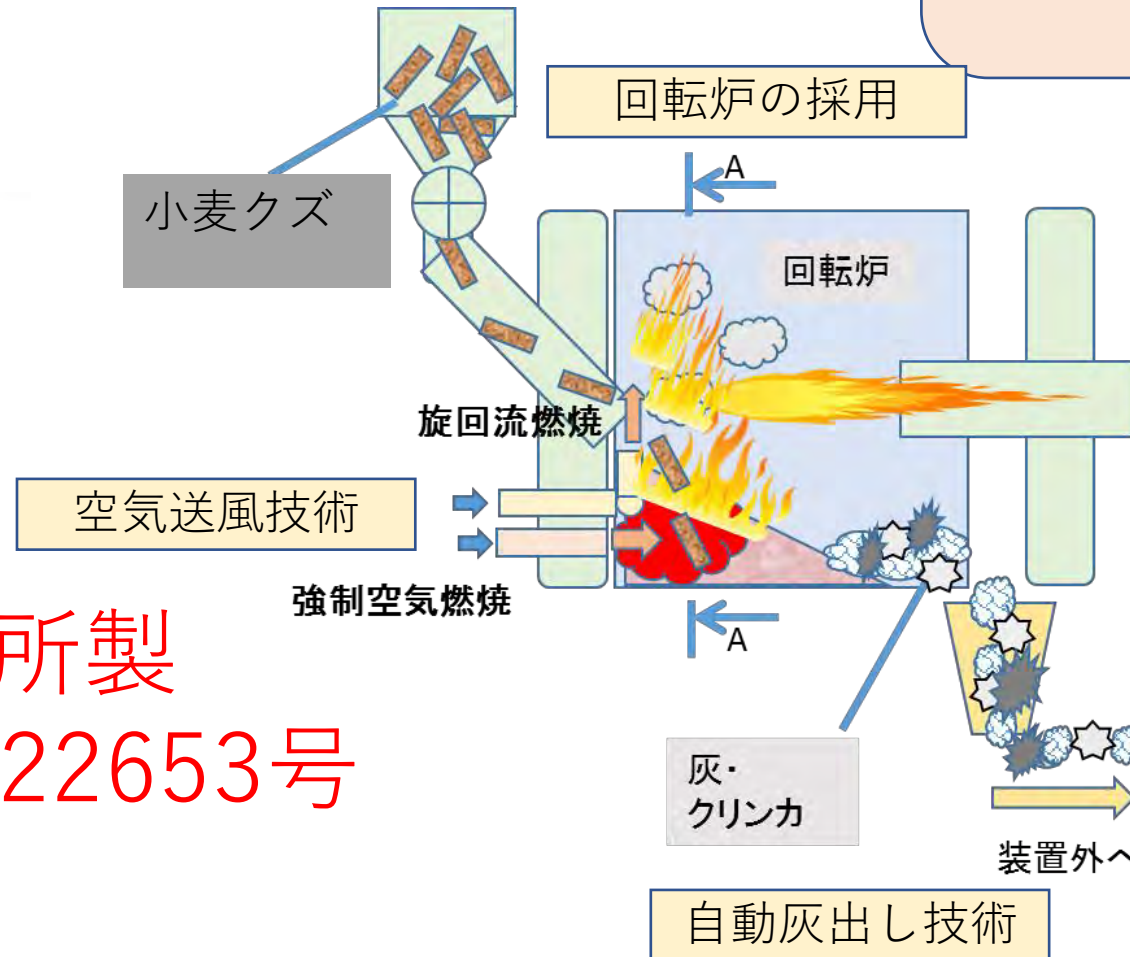 回転炉の採用
A
小麦クズ
回転炉
旋回流燃焼
空気送風技術
強制空気燃焼
A
所製
22653号
灰・
クリンカ
装置外へ
自動灰出し技術